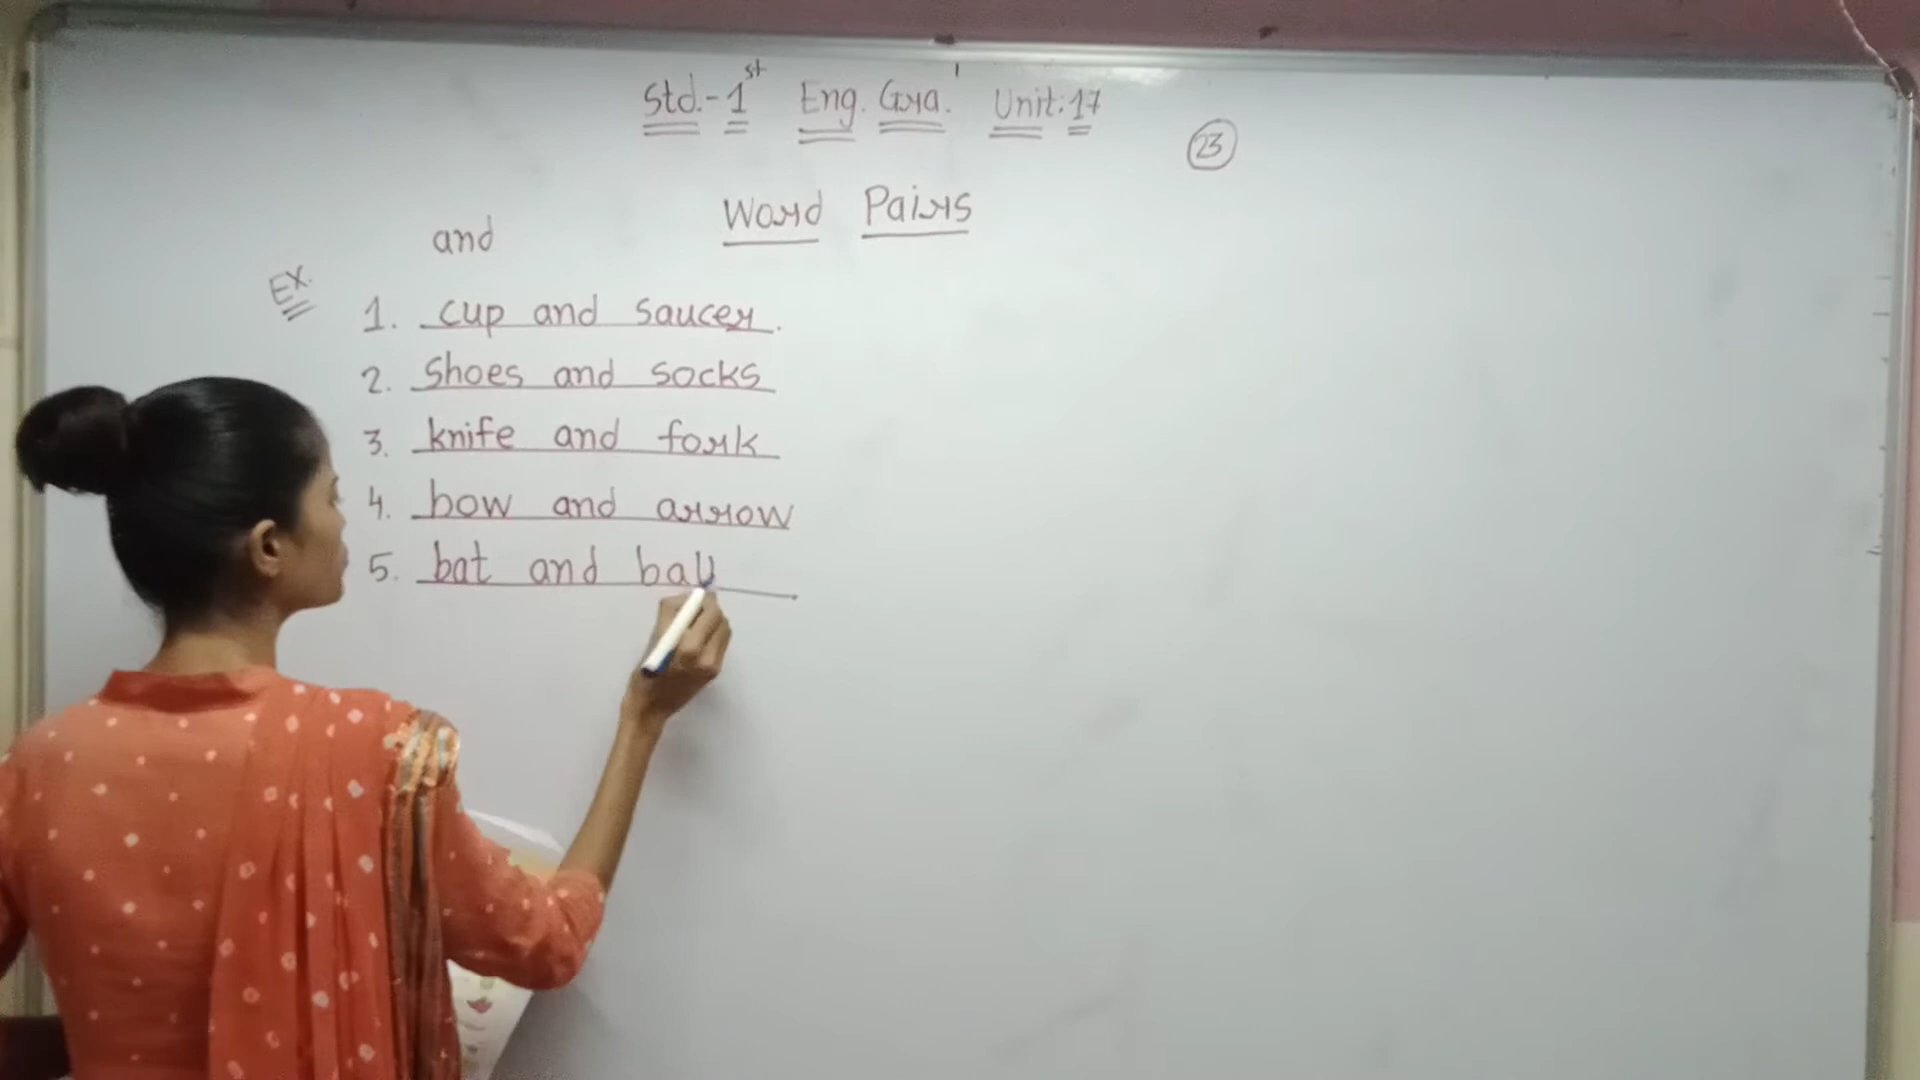 Std.-1st Eng. Gra. Unit:17
23
Word Pairs
and
Ex.
1. cup and saucer.
2. shoes and socks
3. knife and fork
4. bow and arrow
5. bat and ball